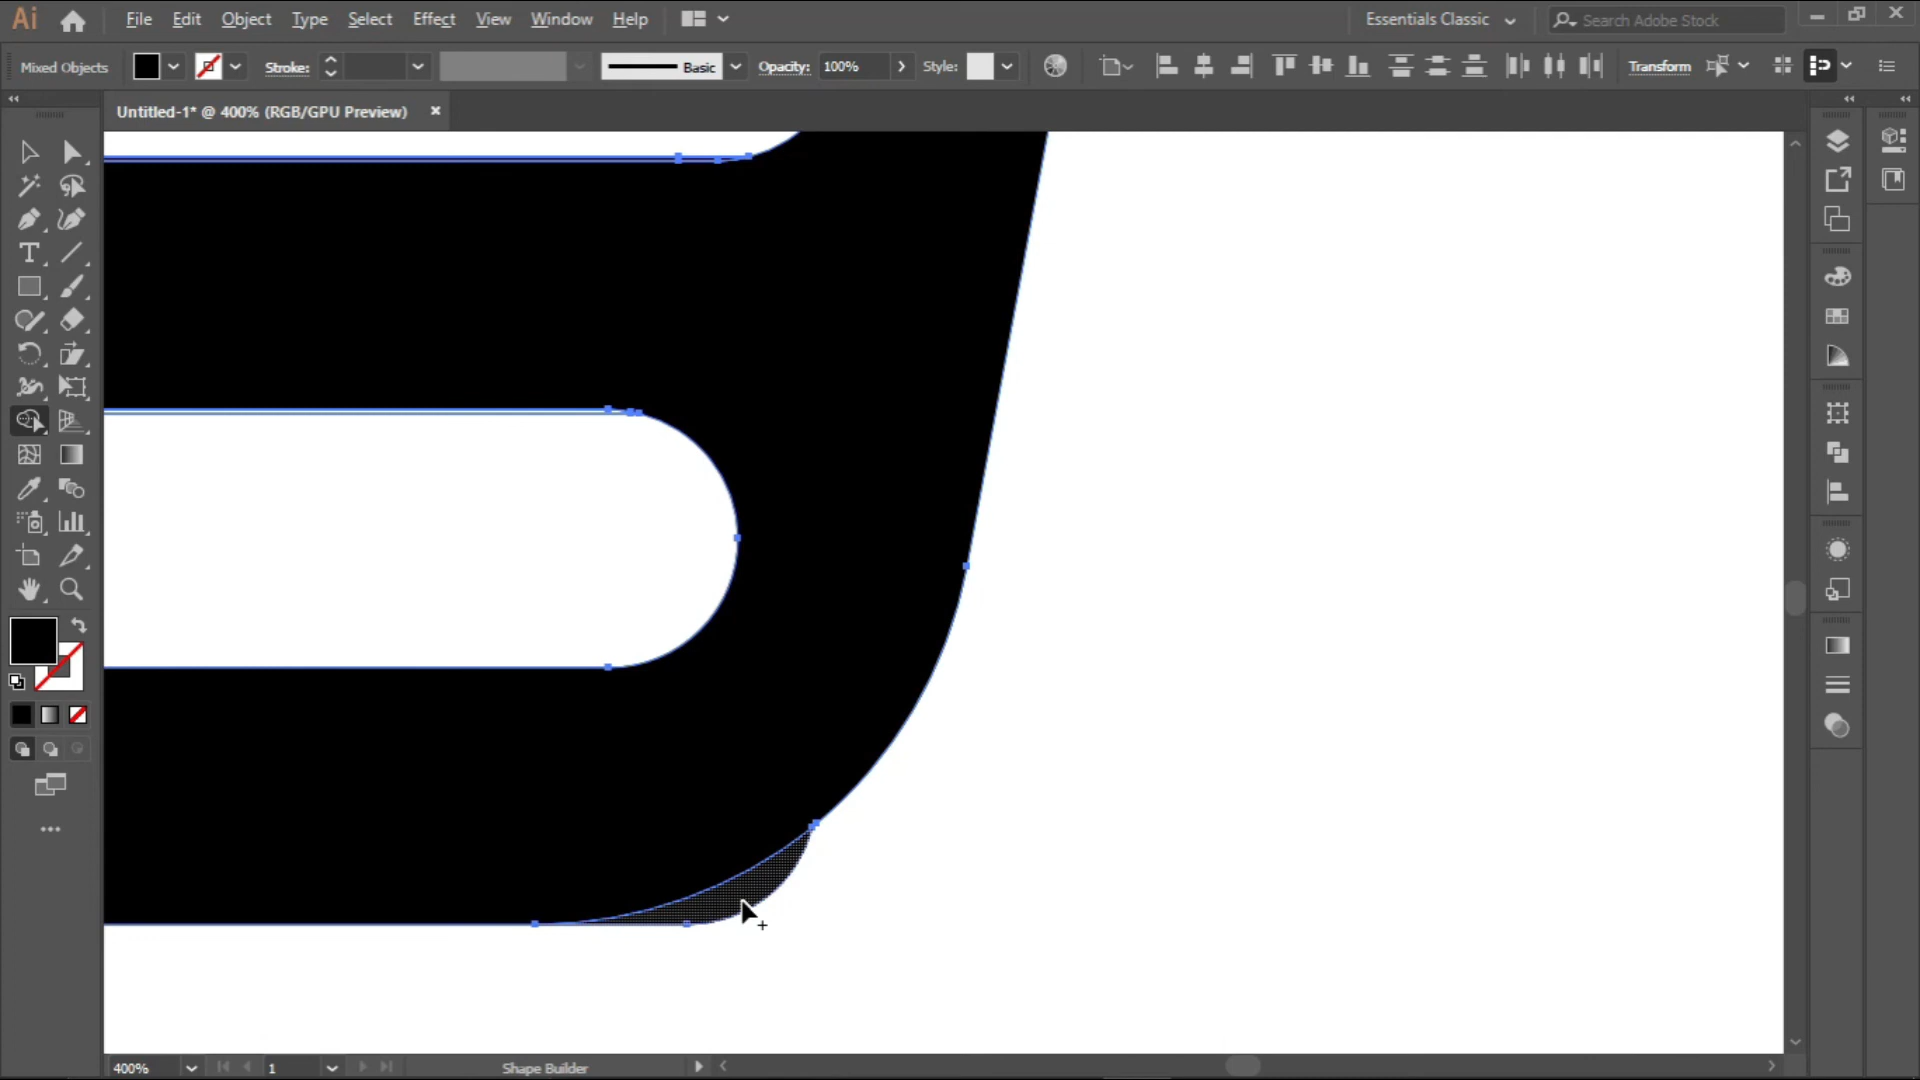 Ai File Edit Object Type Select Effect View Window Help Essentials Classic Search Adobe Stock
Mixed Objects Stroke: Basic Opacity: 100% Style: Transform
Untitled-1* @ 400% (RGB/GPU Preview)
400% 1 Shape Builder